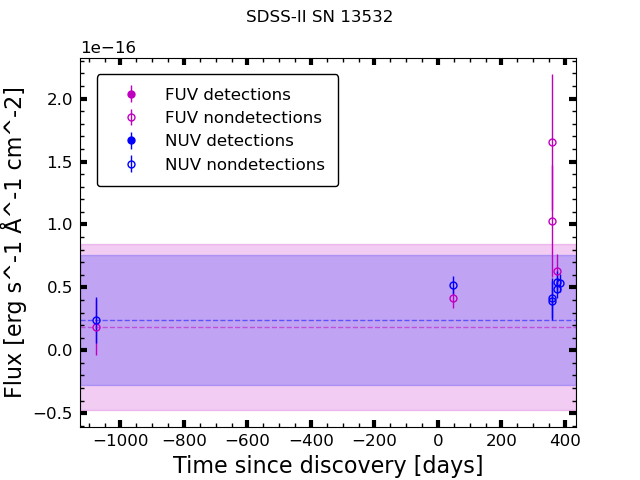 SDSS-II SN 13532
1e−16
Flux [erg s^-1 Å^-1 cm^-2]
2.0
1.5
1.0
0.5
0.0
−0.5
FUV detections
FUV nondetections
NUV detections
NUV nondetections
−1000 −800 −600 −400 −200 0 200 400
Time since discovery [days]